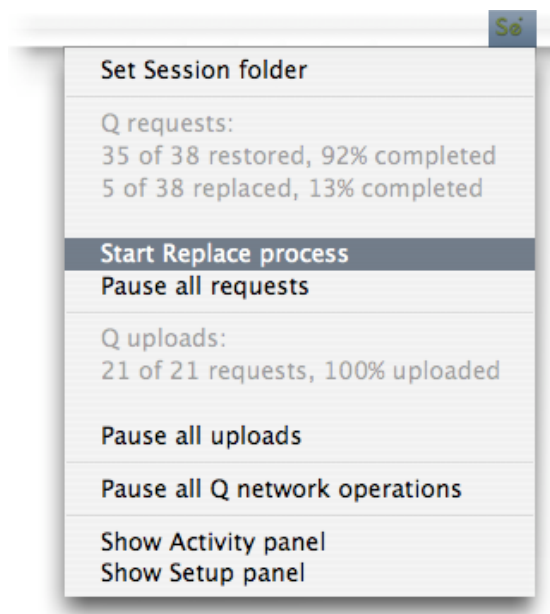 Se
Set Session folder
Q requests:
35 of 38 restored, 92% completed
5 of 38 replaced, 13% completed
Start Replace process
Pause all requests
Q uploads:
21 of 21 requests, 100% uploaded
Pause all uploads
Pause all Q network operations
Show Activity panel
Show Setup panel